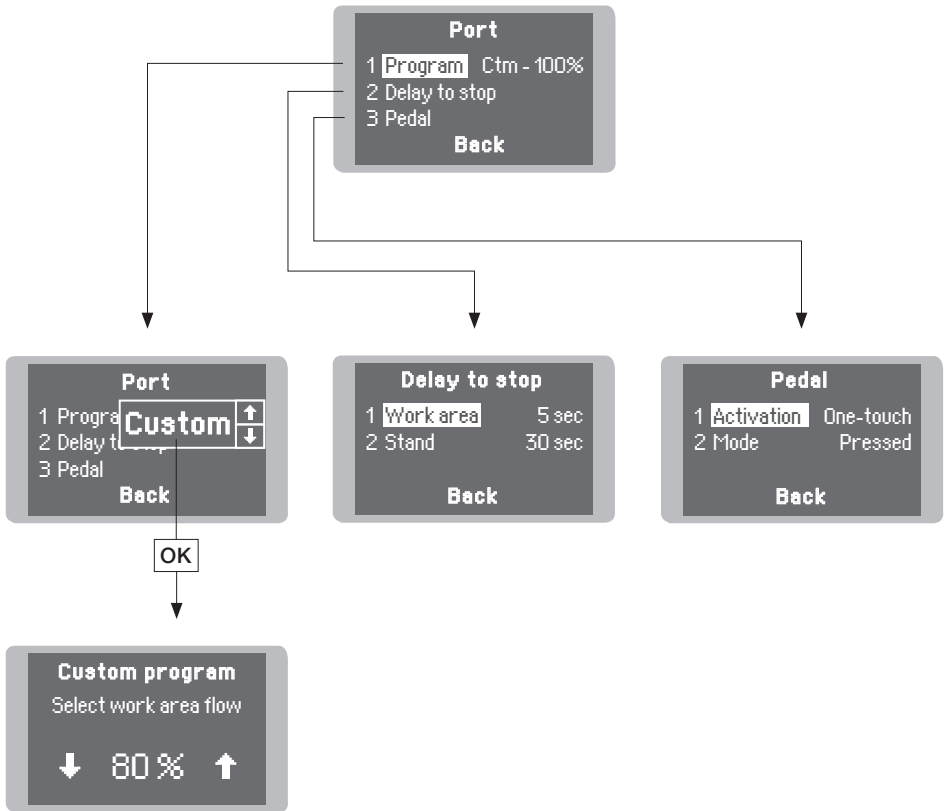 Port
1 Program Ctm - 100%
2 Delay to stop
3 Pedal
Back
Port
1 Progra
Custom
2 Delay to stop
3 Pedal
Back
OK
Custom program
Select work area flow
80 %
Delay to stop
1 Work area 5 sec
2 Stand 30 sec
Back
Pedal
1 Activation One-touch
2 Mode Pressed
Back